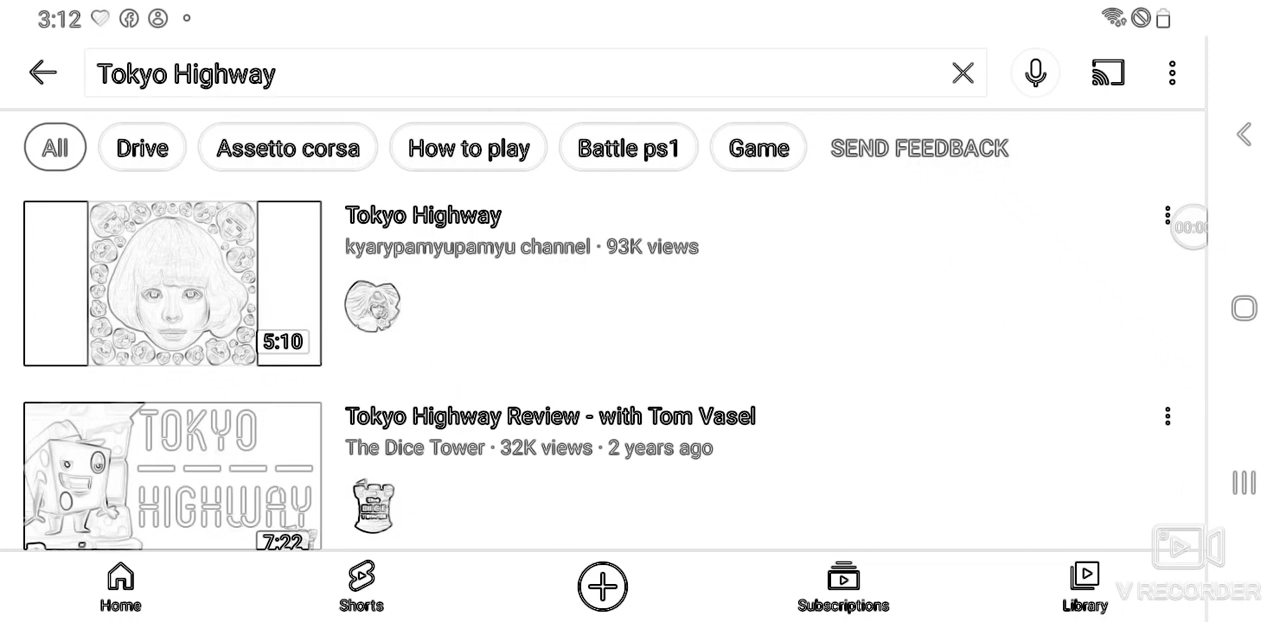 3:12
Tokyo Highway
All Drive Assetto corsa How to play Battle ps1 Game SEND FEEDBACK
Tokyo Highway
kyarypamyupamyu channel · 93K views
00:0
5:10
Tokyo Highway Review - with Tom Vasel
The Dice Tower · 32K views · 2 years ago
TOKYO
HIGHWAY
7:22
Home Shorts Subscriptions Library
V RECORDER